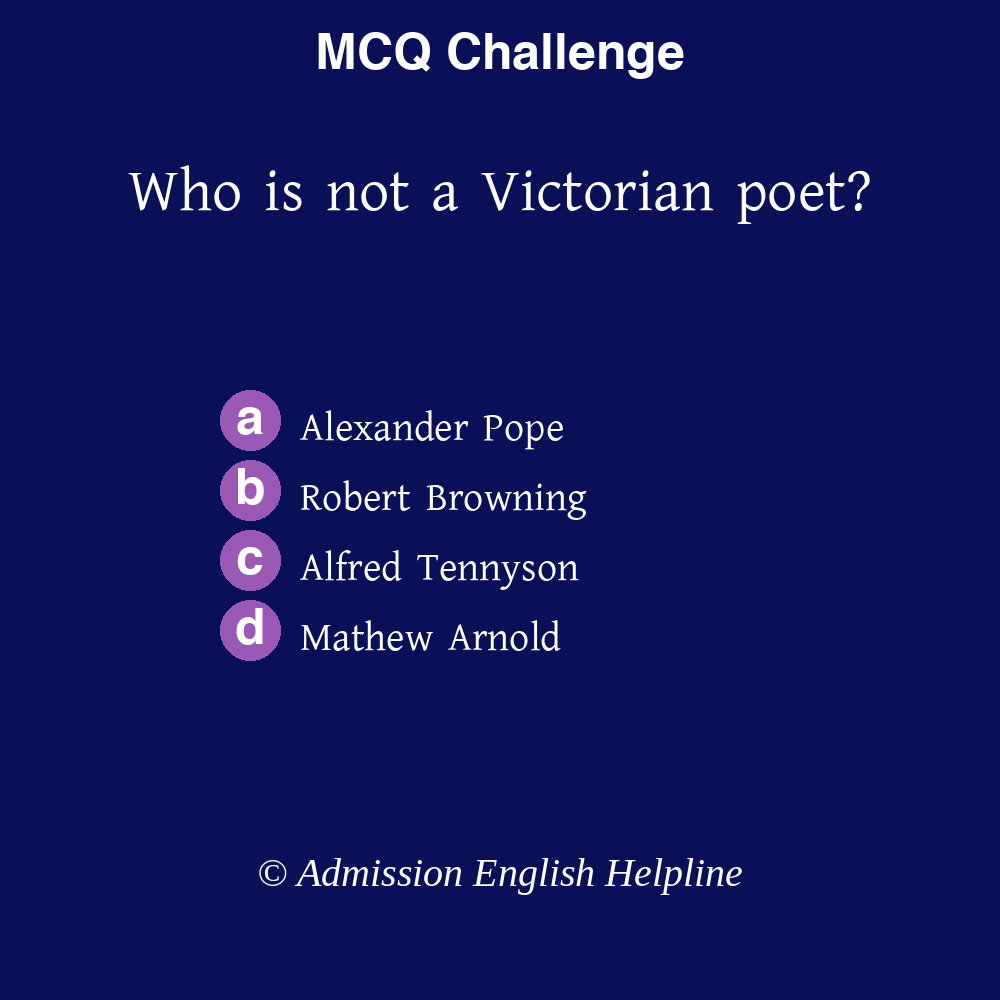 MCQ Challenge
Who is not a Victorian poet?
a Alexander Pope
b Robert Browning
c Alfred Tennyson
d Mathew Arnold
© Admission English Helpline